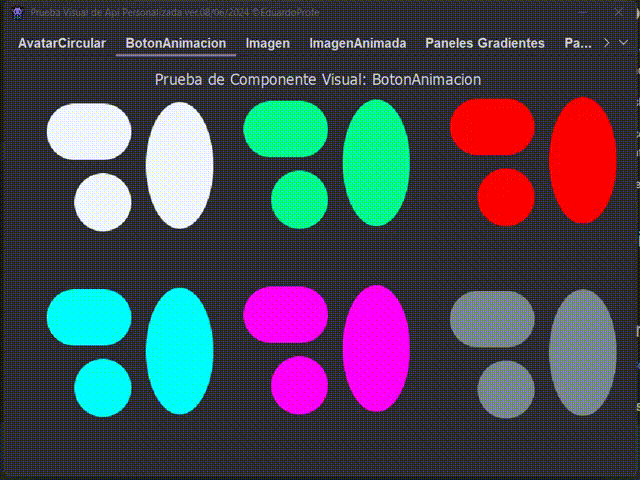 Prueba Visual de Api Personalizada ver.08/06/2024 ©EduardoProfe
AvatarCircular BotonAnimacion Imagen ImagenAnimada Paneles Gradientes Pa...
Prueba de Componente Visual: BotonAnimacion